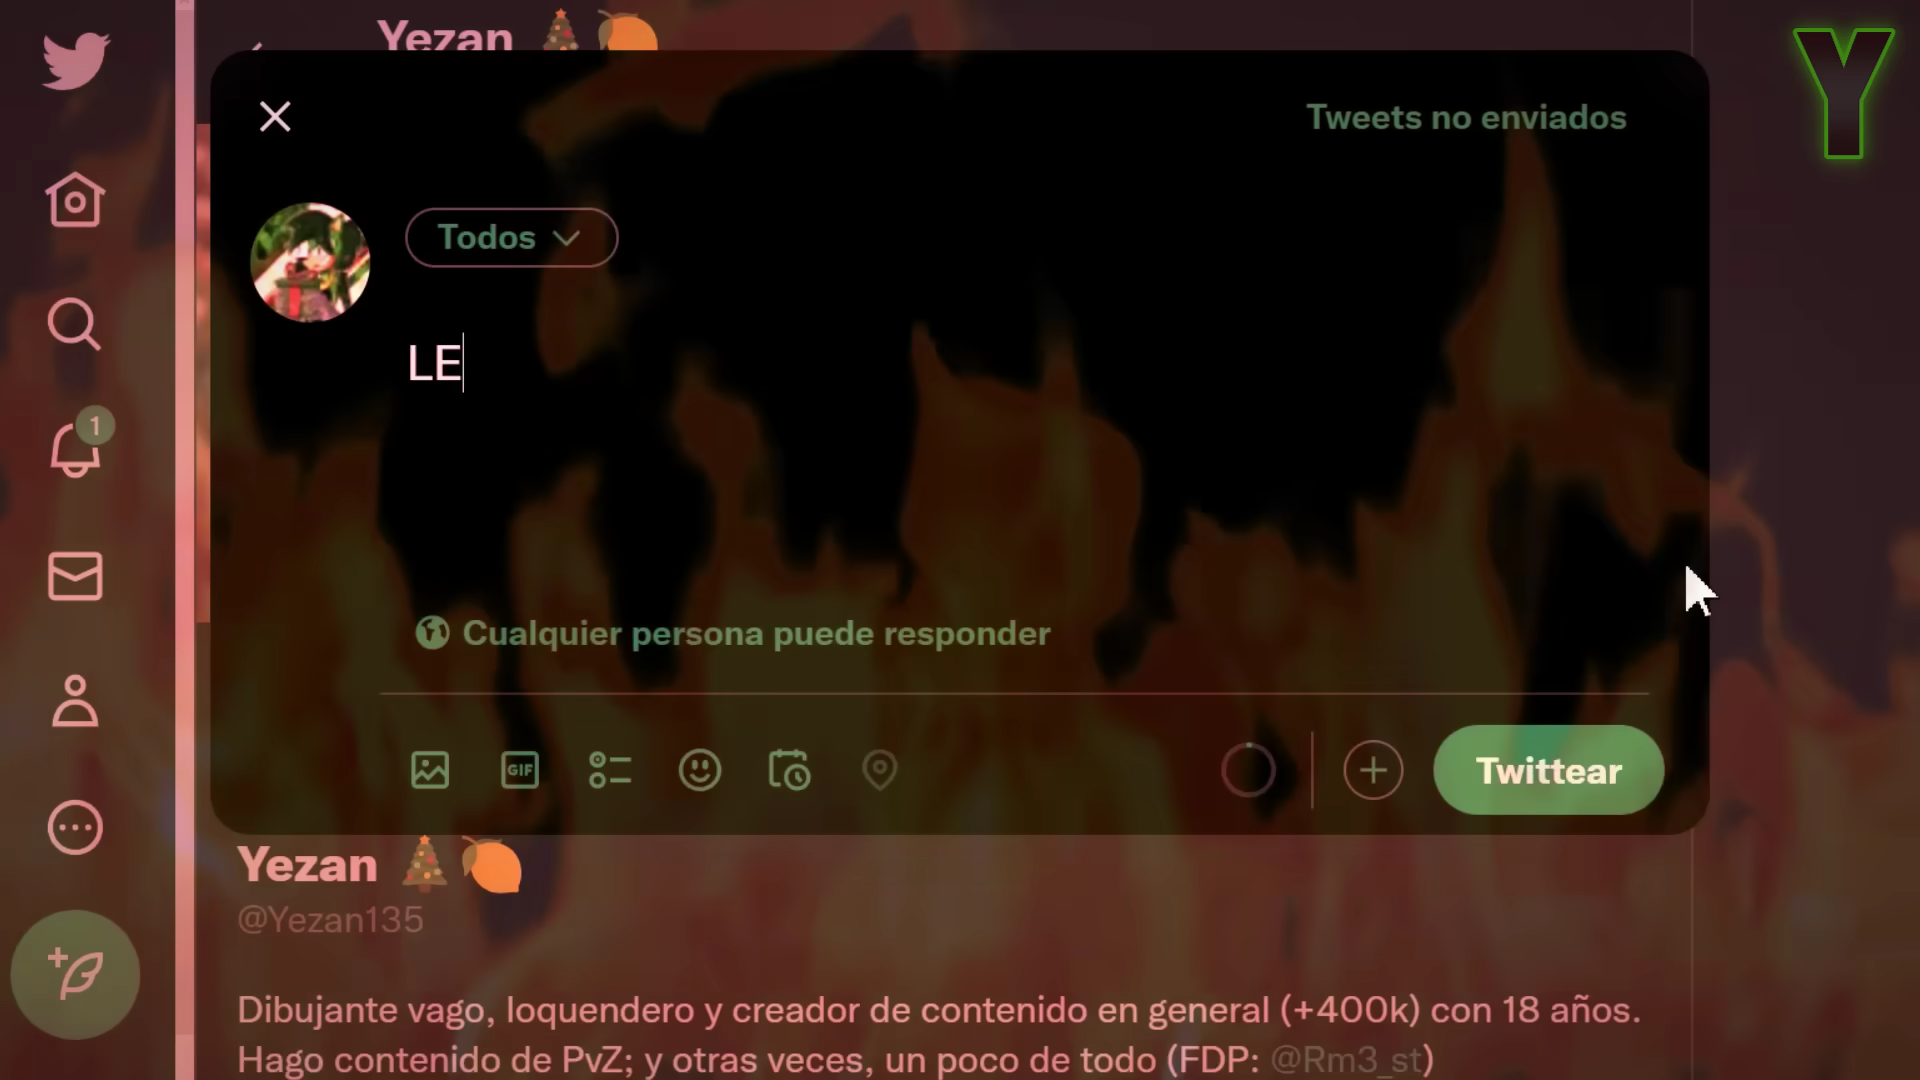 Yezan
Y
Tweets no enviados
Todos
LE
1
Cualquier persona puede responder
GIF
Twittear
Yezan
@Yezan135
Dibujante vago, loquendero y creador de contenido en general (+400k) con 18 años.
Hago contenido de PvZ; y otras veces, un poco de todo (FDP: @Rm3_st)